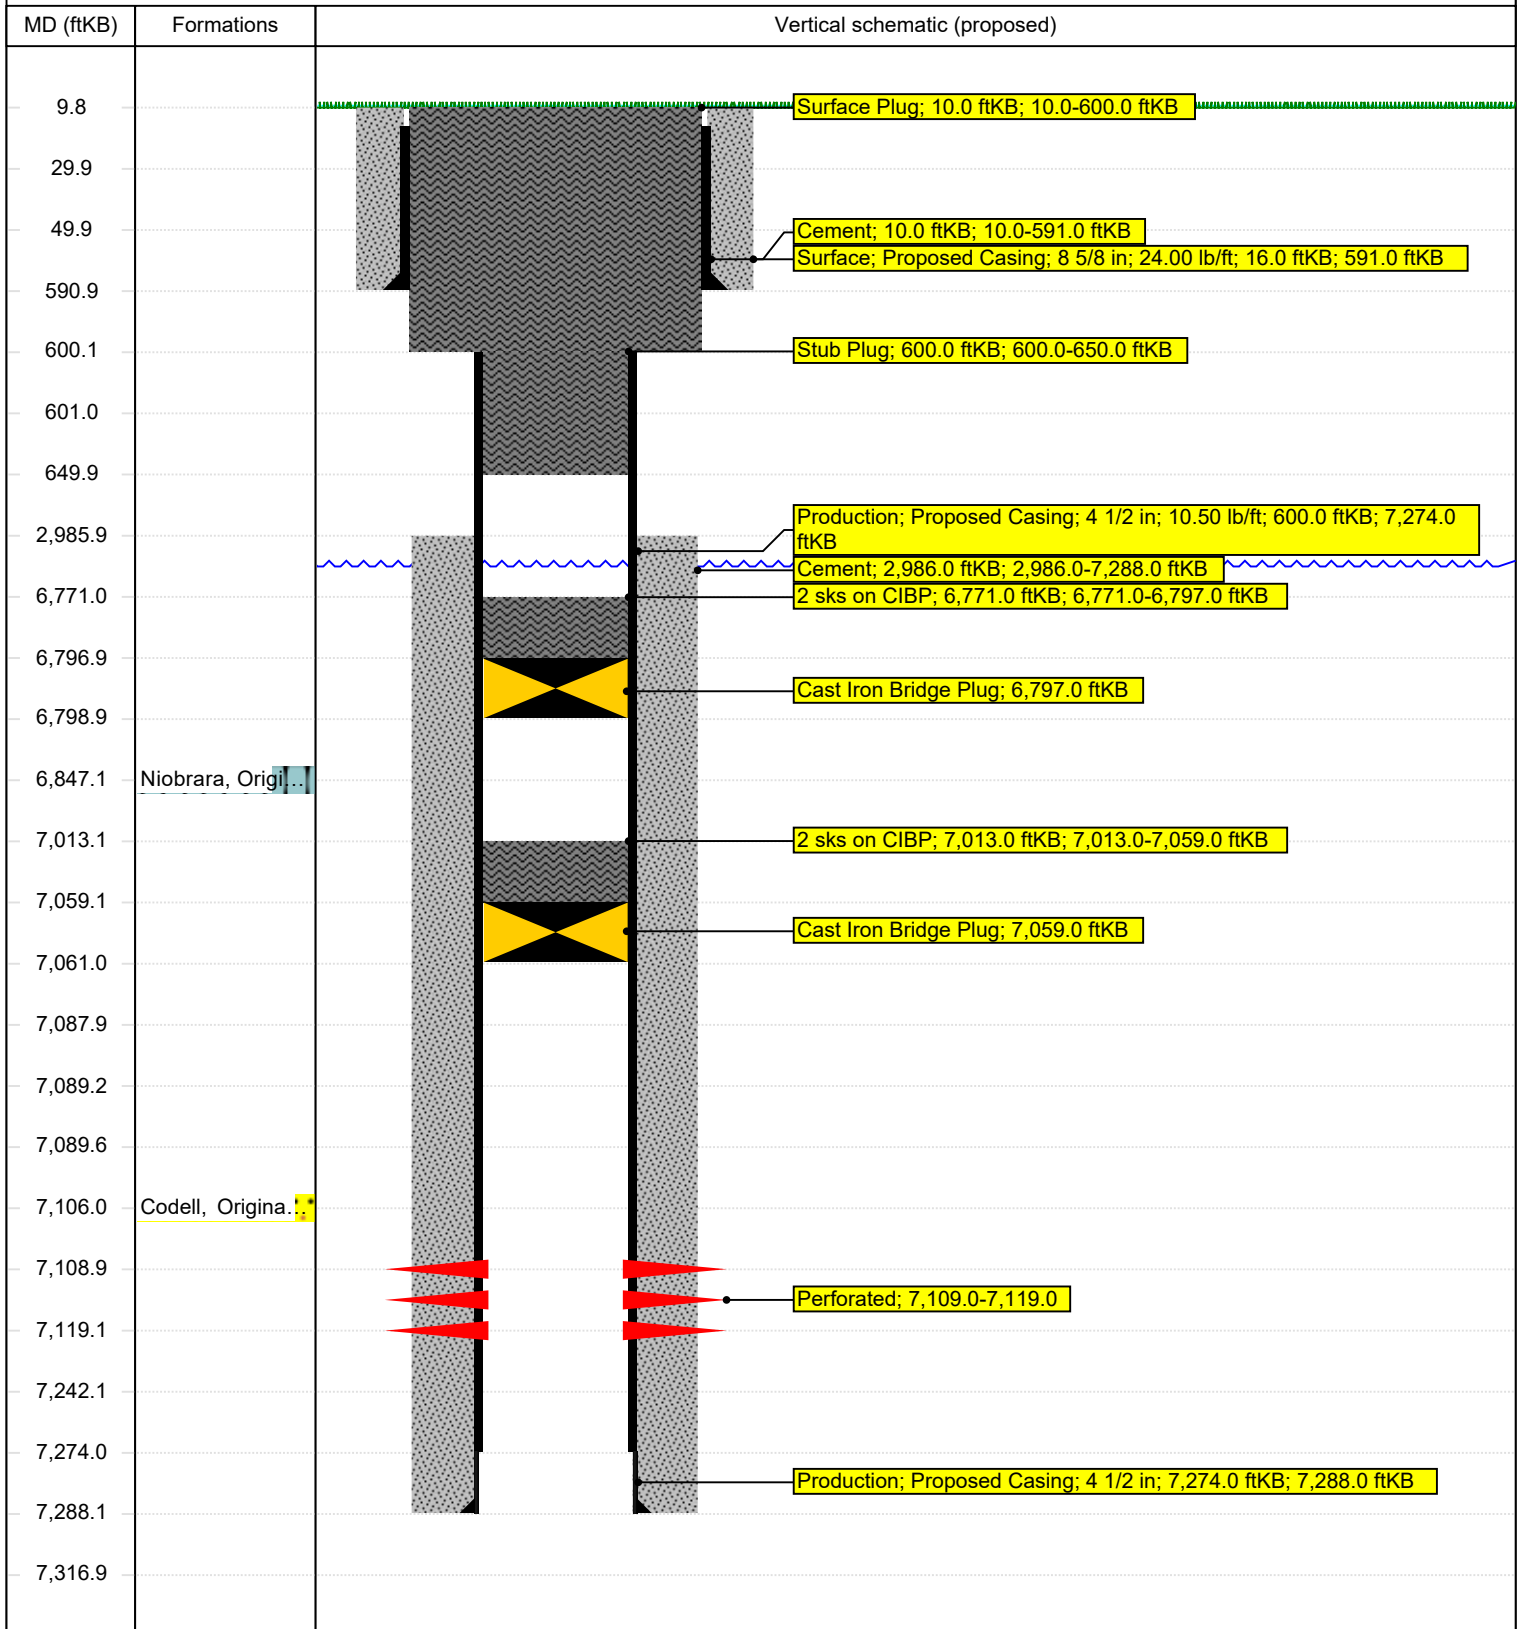 MD (ftKB) Formations Vertical schematic (proposed)
9.8 Surface Plug; 10.0 ftKB; 10.0-600.0 ftKB
29.9
49.9 Cement; 10.0 ftKB; 10.0-591.0 ftKB
Surface; Proposed Casing; 8 5/8 in; 24.00 lb/ft; 16.0 ftKB; 591.0 ftKB
590.9
600.1 Stub Plug; 600.0 ftKB; 600.0-650.0 ftKB
601.0
649.9
Production; Proposed Casing; 4 1/2 in; 10.50 lb/ft; 600.0 ftKB; 7,274.0
2,985.9 ftKB
Cement; 2,986.0 ftKB; 2,986.0-7,288.0 ftKB
6,771.0 2 sks on CIBP; 6,771.0 ftKB; 6,771.0-6,797.0 ftKB
6,796.9
Cast Iron Bridge Plug; 6,797.0 ftKB
6,798.9
6,847.1 Niobrara, Origi...
7,013.1 2 sks on CIBP; 7,013.0 ftKB; 7,013.0-7,059.0 ftKB
7,059.1
Cast Iron Bridge Plug; 7,059.0 ftKB
7,061.0
7,087.9
7,089.2
7,089.6
7,106.0 Codell, Origina...
7,108.9
Perforated; 7,109.0-7,119.0
7,119.1
7,242.1
7,274.0
Production; Proposed Casing; 4 1/2 in; 7,274.0 ftKB; 7,288.0 ftKB
7,288.1
7,316.9